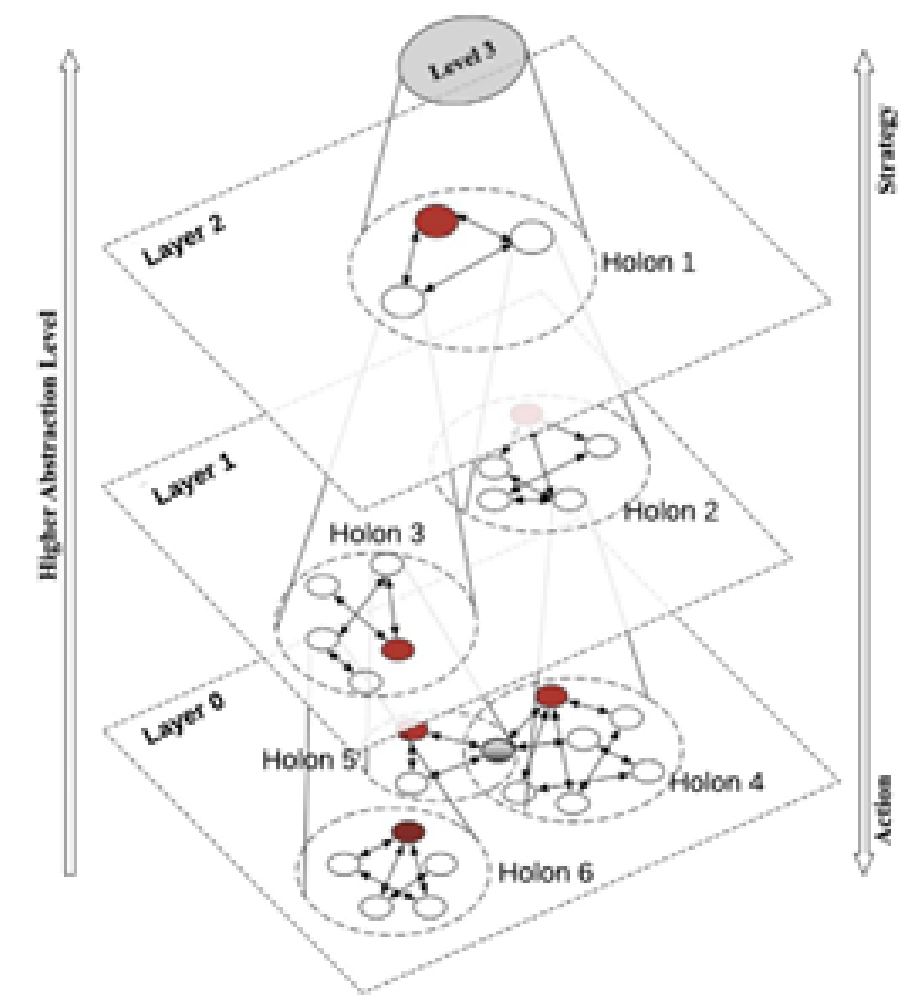 Level 3
Strategy
Layer 2
Holon 1
Higher Abstraction Level
Layer 1
Holon 2
Holon 3
Layer 0
Holon 5
Holon 4
Action
Holon 6